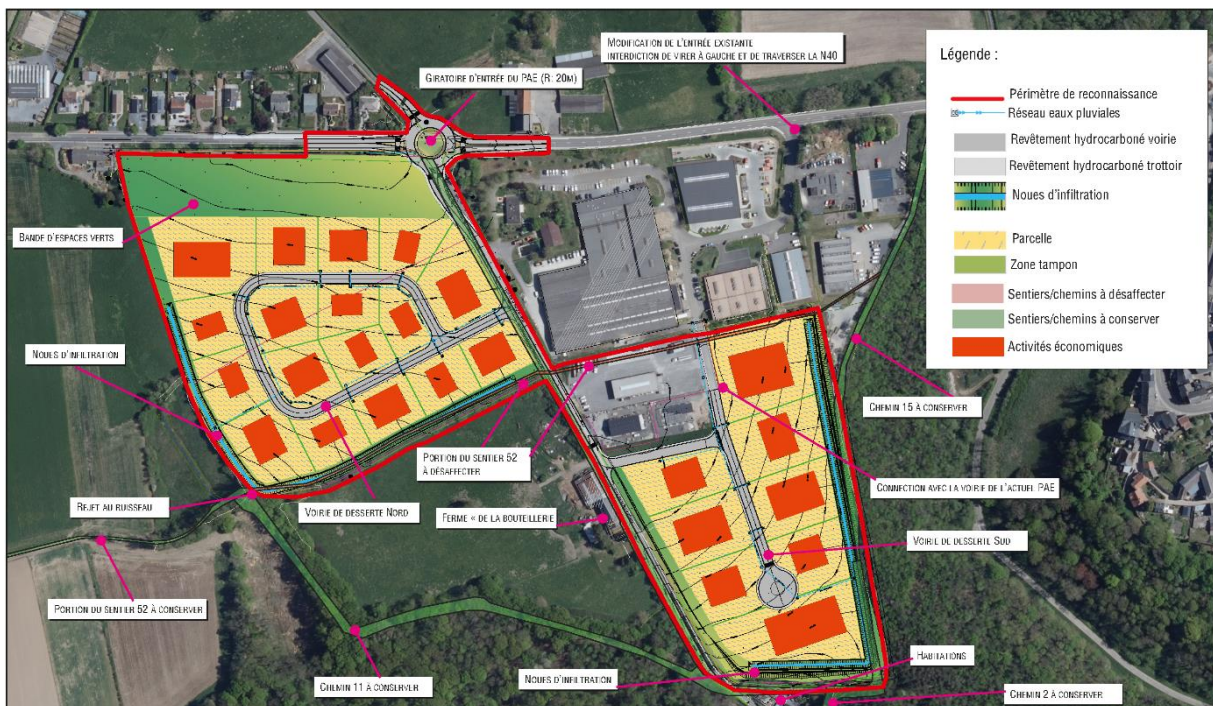 Modification de l'entrée existante
interdiction de virer à gauche et de traverser la N40
Giratoire d'entrée du PAE (R: 20m)
Légende :
Périmètre de reconnaissance
Réseau eaux pluviales
Revêtement hydrocarboné voirie
Revêtement hydrocarboné trottoir
Noues d'infiltration
Parcelle
Zone tampon
Sentiers/chemins à désaffecter
Sentiers/chemins à conserver
Activités économiques
Bande d'espaces verts
Noues d'infiltration
Chemin 15 à conserver
Portion du sentier 52
à désaffecter
Connection avec la voirie de l'actuel PAE
Rejet au ruisseau
Voirie de desserte Nord
Ferme « de la bouteillerie
Voirie de desserte Sud
Portion du sentier 52 à conserver
Habitations
Chemin 11 à conserver
Noues d'infiltration
Chemin 2 à conserver